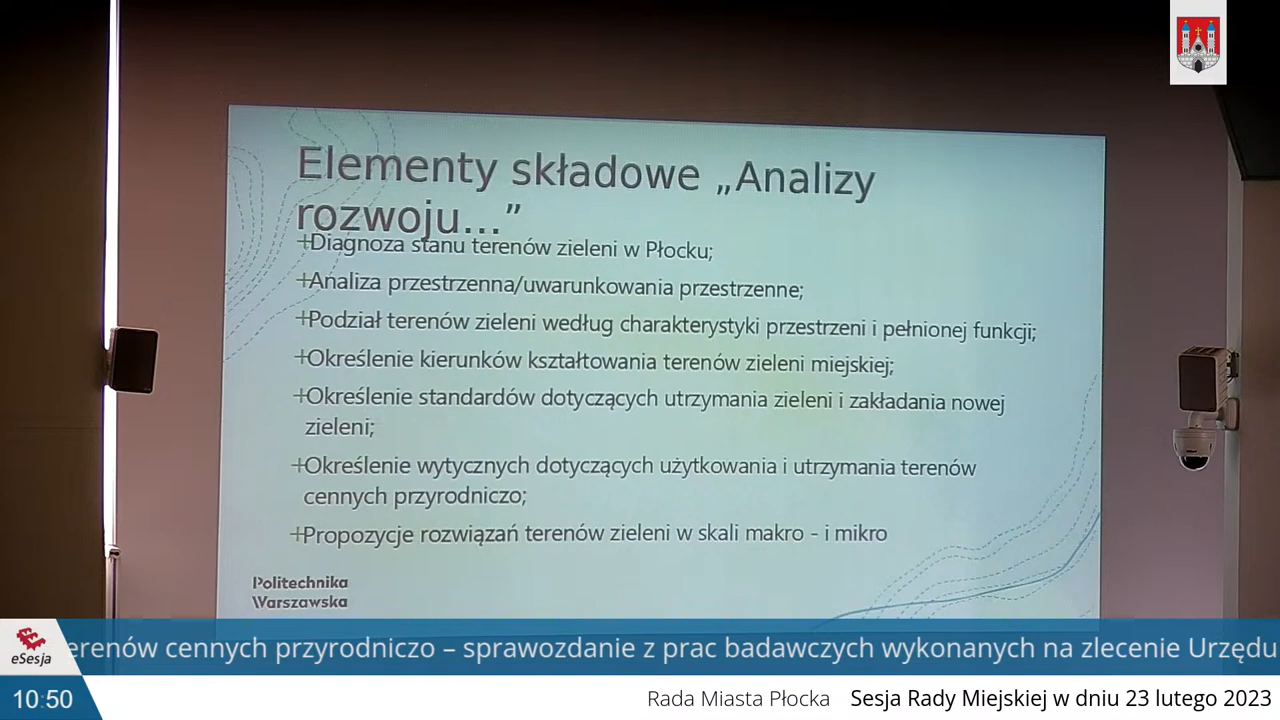 Elementy składowe „Analizy
rozwoju...”
+Diagnoza stanu terenów zieleni w Płocku;
+Analiza przestrzenna/uwarunkowania przestrzenne;
+Podział terenów zieleni według charakterystyki przestrzeni i pełnionej funkcji;
+Określenie kierunków kształtowania terenów zieleni miejskiej;
+Określenie standardów dotyczących utrzymania zieleni i zakładania nowej
zieleni;
+Określenie wytycznych dotyczących użytkowania i utrzymania terenów
cennych przyrodniczo;
+Propozycje rozwiązań terenów zieleni w skali makro - i mikro
Politechnika
Warszawska
erenów cennych przyrodniczo – sprawozdanie z prac badawczych wykonanych na zlecenie Urzędu
eSesja
10:50
Rada Miasta Płocka Sesja Rady Miejskiej w dniu 23 lutego 2023